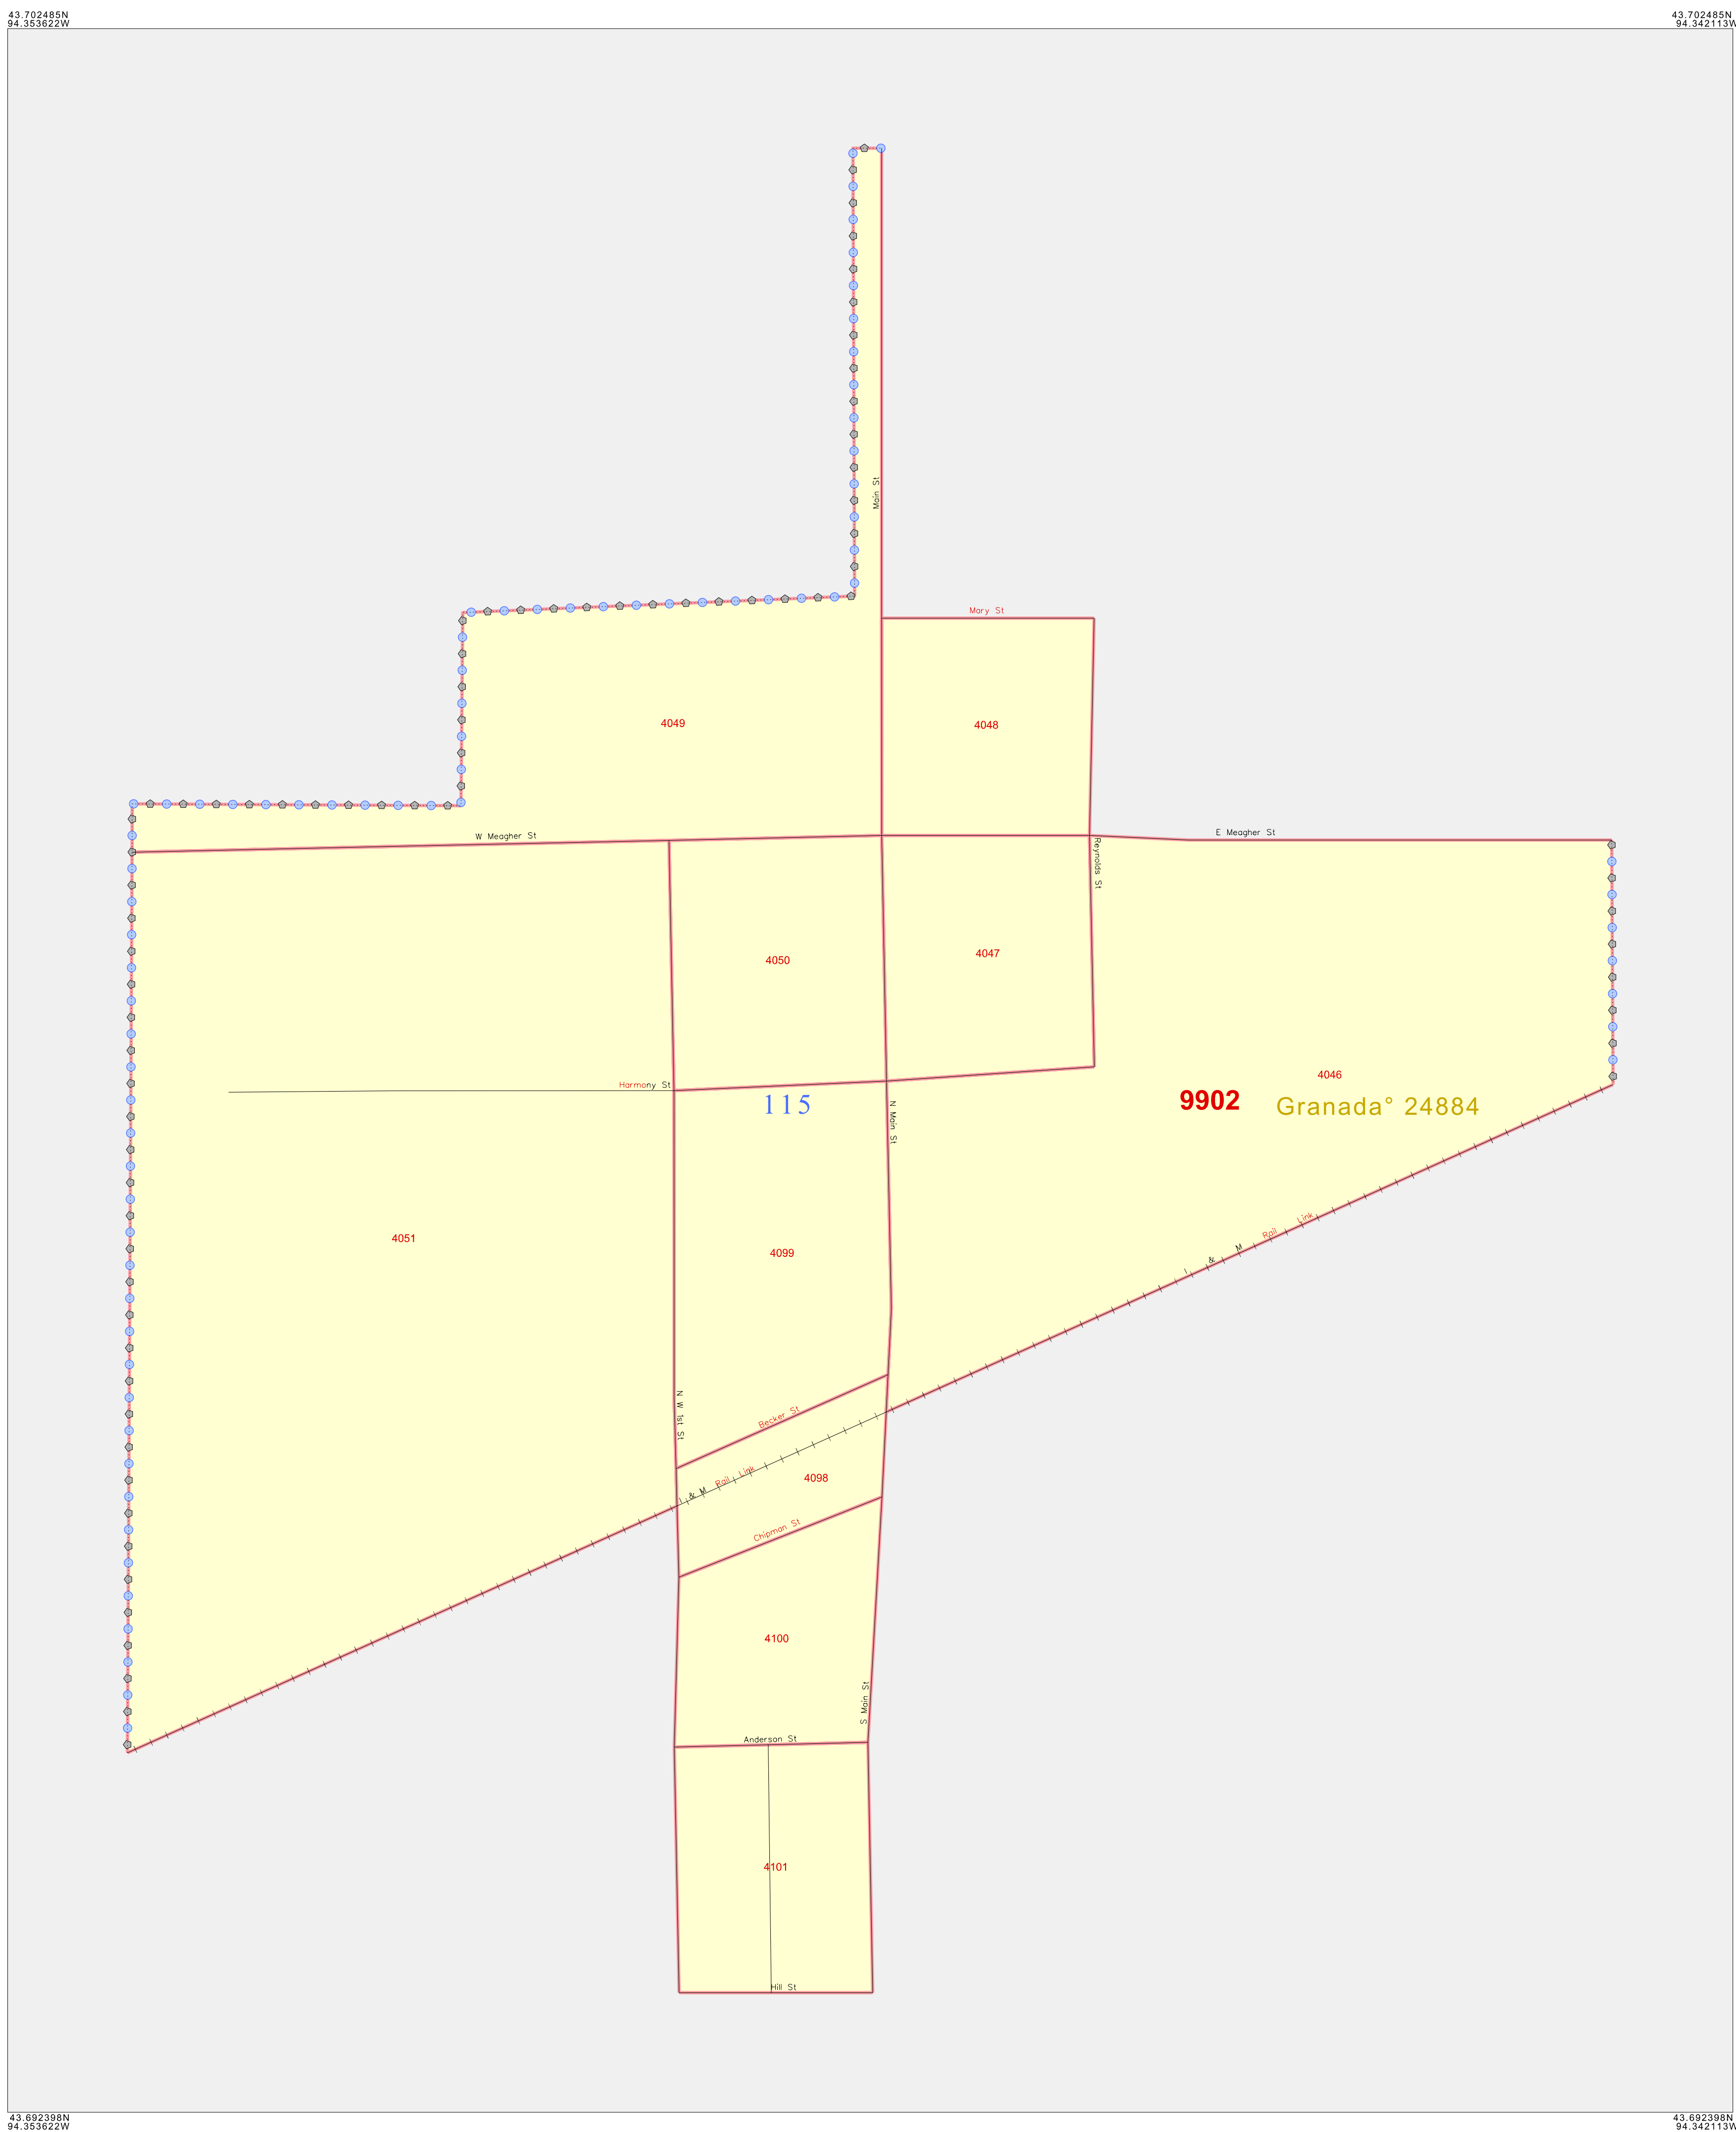 43.702485N
94.353622W
43.702485N
94.342113W
Main St
Mary St
4049
4048
W Meagher St
E Meagher St
Reynolds St
4050
4047
4046
Harmony St
115
9902
Granada° 24884
N Main St
4051
4099
I & M Rail Link
N W 1st St
Becker St
I & M Rail Link
4098
Chipman St
4100
S Main St
Anderson St
4101
Hill St
43.692398N
94.353622W
43.692398N
94.342113W